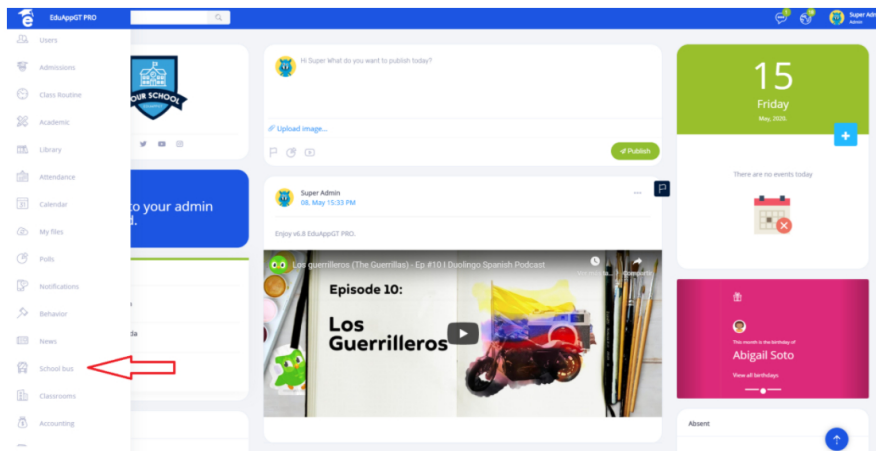 EduAppGT PRO
Super Adm
Admin
Users
Admissions
Class Routine
Academic
Library
Attendance
Calendar
My files
Polls
Notifications
Behavior
News
School bus
Classrooms
Accounting
OUR SCHOOL
to your admin
d.
da
Hi Super What do you want to publish today?
Upload image...
Publish
Super Admin
08, May 15:33 PM
Enjoy v6.8 EduAppGT PRO.
Los guerrilleros (The Guerrillas) - Ep #10 I Duolingo Spanish Podcast
Episode 10:
Los
Guerrilleros
15
Friday
May, 2020.
+
There are no events today
This month is the birthday of
Abigail Soto
View all birthdays
Absent